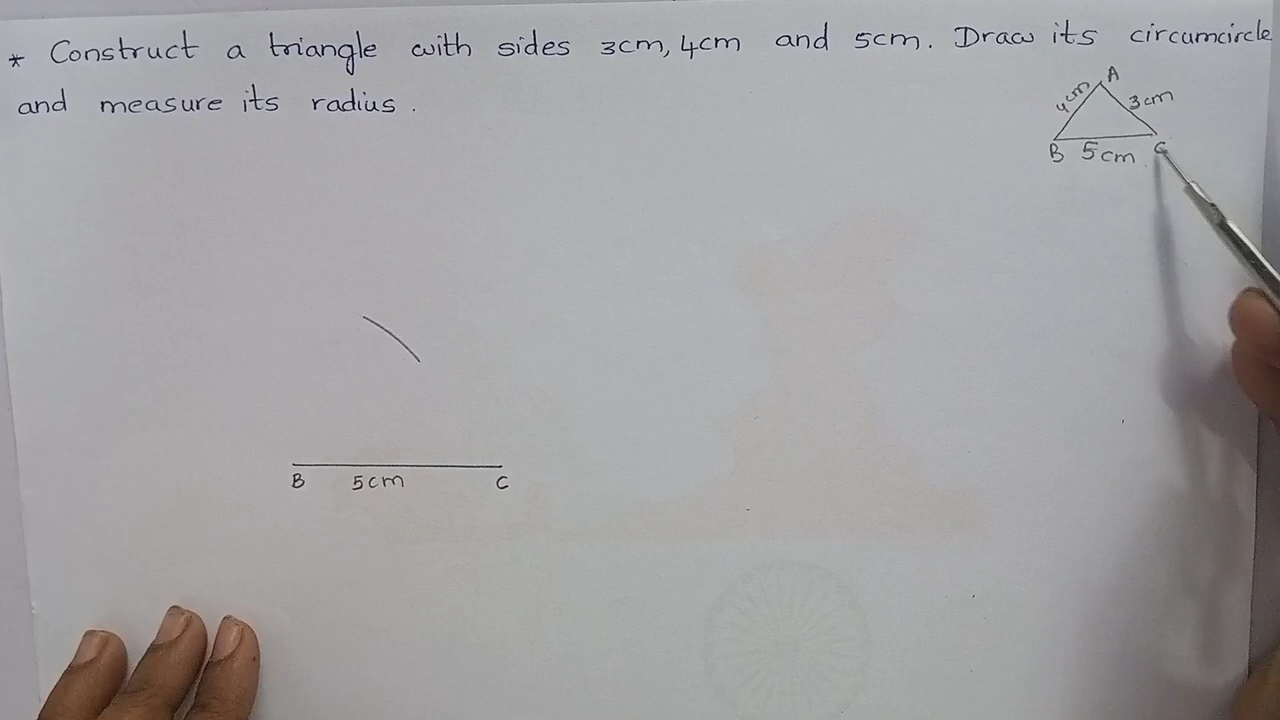 * Construct a triangle with sides 3cm, 4cm and 5cm. Draw its circumcircle
and measure its radius.
A
4cm 3cm
B 5cm C
B 5cm C